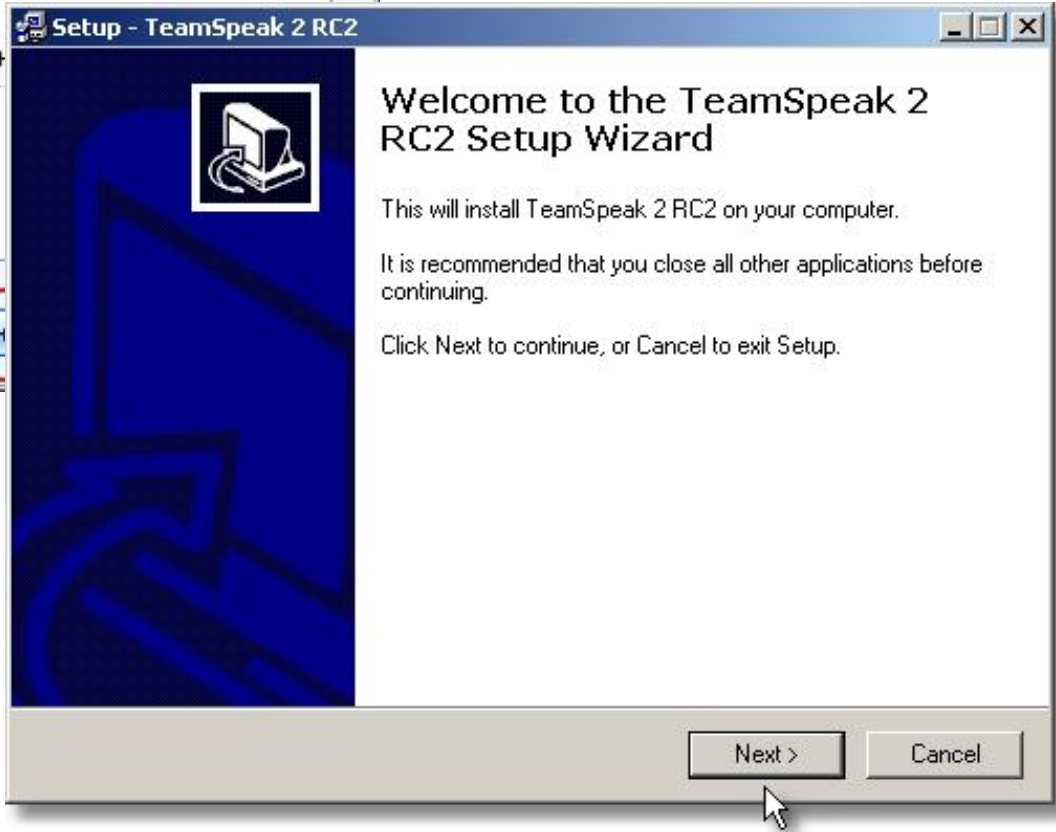 Setup - TeamSpeak 2 RC2
Welcome to the TeamSpeak 2
RC2 Setup Wizard
This will install TeamSpeak 2 RC2 on your computer.
It is recommended that you close all other applications before
continuing.
Click Next to continue, or Cancel to exit Setup.
Next >
Cancel